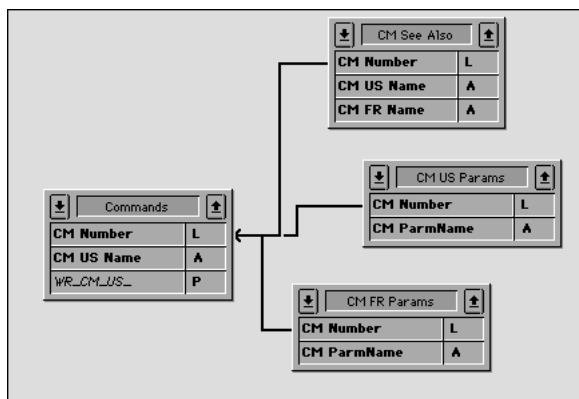 CM See Also
CM Number L
CM US Name A
CM FR Name A
CM US Params
CM Number L
CM ParmName A
Commands
CM Number L
CM US Name A
WR_CM_US_ P
CM FR Params
CM Number L
CM ParmName A